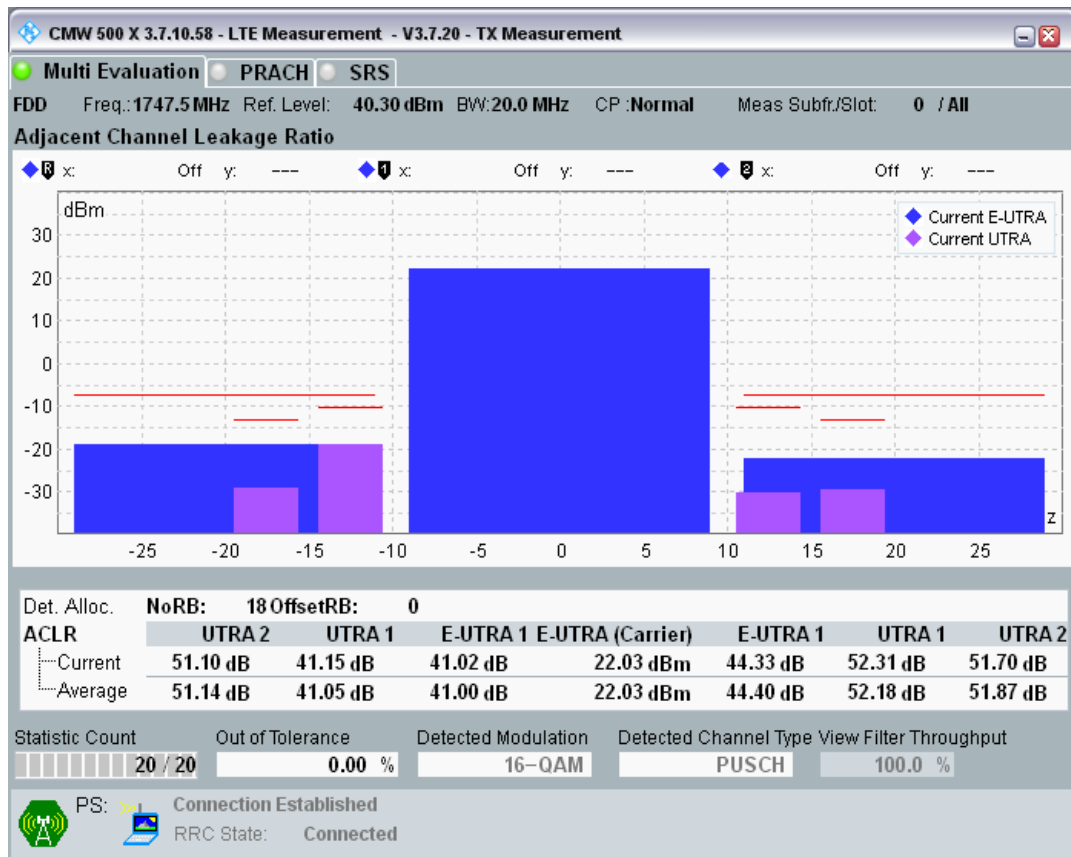 CMW 500 X 3.7.10.58 - LTE Measurement - V3.7.20 - TX Measurement
Multi Evaluation PRACH SRS
FDD Freq.: 1747.5 MHz Ref. Level: 40.30 dBm BW: 20.0 MHz CP : Normal Meas Subfr./Slot: 0 / All
Adjacent Channel Leakage Ratio
R x: Off y: --- 1 x: Off y: --- 2 x: Off y: ---
dBm
Current E-UTRA
Current UTRA
30
20
10
0
-10
-20
-30
z
-25 -20 -15 -10 -5 0 5 10 15 20 25
Det. Alloc. NoRB: 18 OffsetRB: 0
ACLR UTRA 2 UTRA 1 E-UTRA 1 E-UTRA (Carrier) E-UTRA 1 UTRA 1 UTRA 2
Current 51.10 dB 41.15 dB 41.02 dB 22.03 dBm 44.33 dB 52.31 dB 51.70 dB
Average 51.14 dB 41.05 dB 41.00 dB 22.03 dBm 44.40 dB 52.18 dB 51.87 dB
Statistic Count Out of Tolerance Detected Modulation Detected Channel Type View Filter Throughput
20 / 20 0.00 % 16-QAM PUSCH 100.0 %
PS: Connection Established
RRC State: Connected